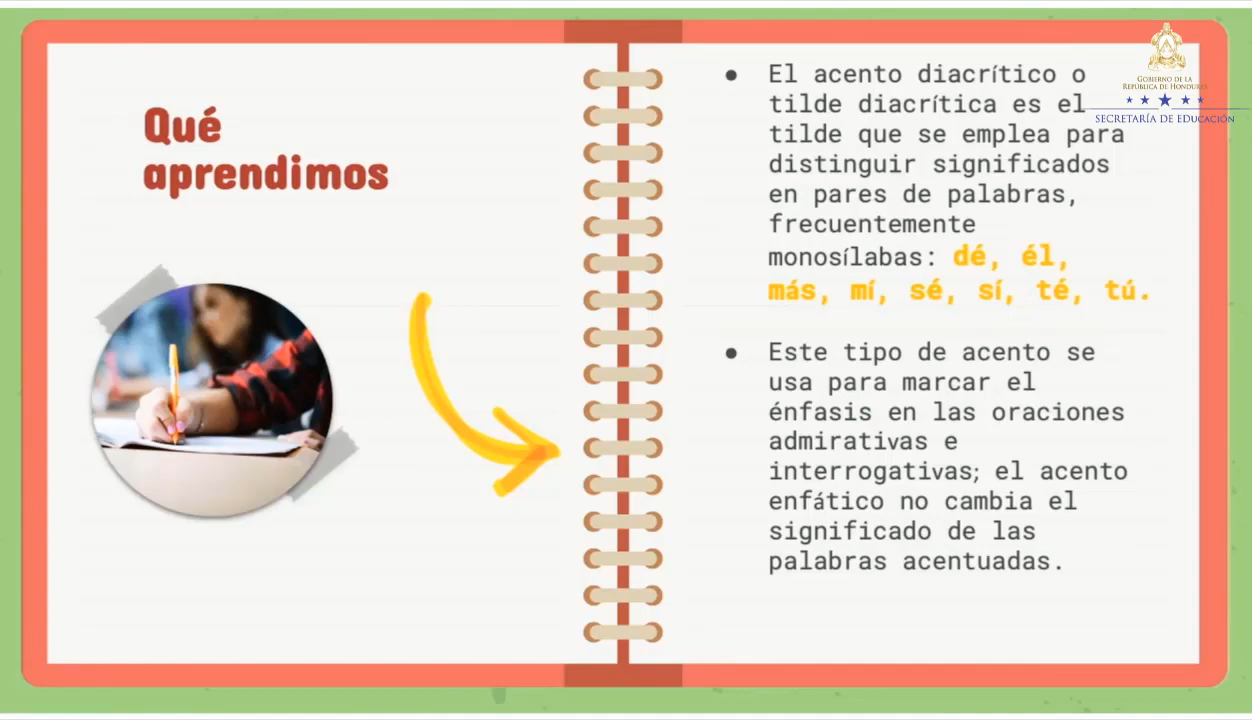 Qué
aprendimos
● El acento diacrítico o
tilde diacrítica es el
tilde que se emplea para
distinguir significados
en pares de palabras,
frecuentemente
monosílabas: dé, él,
más, mí, sé, sí, té, tú.
● Este tipo de acento se
usa para marcar el
énfasis en las oraciones
admirativas e
interrogativas; el acento
enfático no cambia el
significado de las
palabras acentuadas.
GOBIERNO DE LA
REPÚBLICA DE HONDURAS
SECRETARÍA DE EDUCACIÓN